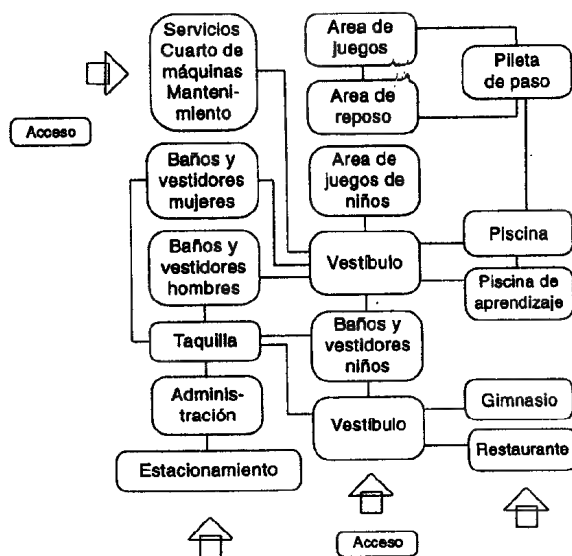 Servicios
Cuarto de
máquinas
Manteni-
miento
Area de
juegos
Area de
reposo
Pileta
de paso
Acceso
Baños y
vestidores
mujeres
Area de
juegos de
niños
Baños y
vestidores
hombres
Vestíbulo
Piscina
Piscina de
aprendizaje
Taquilla
Baños y
vestidores
niños
Adminis-
tración
Vestíbulo
Gimnasio
Restaurante
Estacionamiento
Acceso